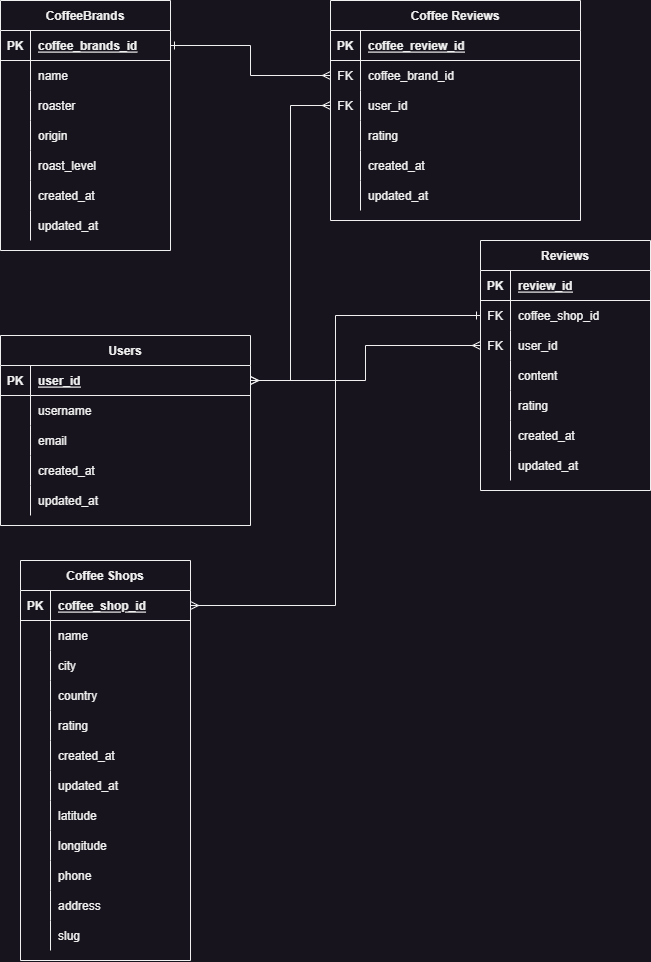 CoffeeBrands
PK coffee_brands_id
name
roaster
origin
roast_level
created_at
updated_at
Coffee Reviews
PK coffee_review_id
FK coffee_brand_id
FK user_id
rating
created_at
updated_at
Reviews
PK review_id
FK coffee_shop_id
FK user_id
content
rating
created_at
updated_at
Users
PK user_id
username
email
created_at
updated_at
Coffee Shops
PK coffee_shop_id
name
city
country
rating
created_at
updated_at
latitude
longitude
phone
address
slug